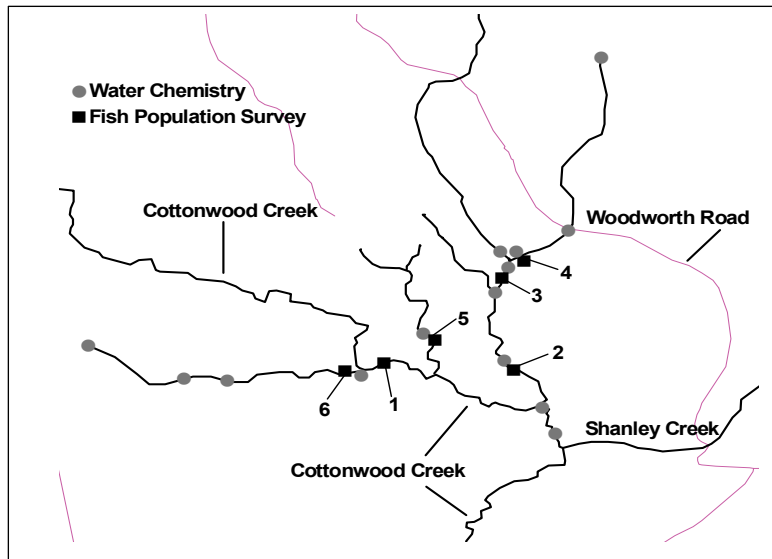 Water Chemistry
Fish Population Survey
Cottonwood Creek
Woodworth Road
4
3
5
2
6
1
Shanley Creek
Cottonwood Creek